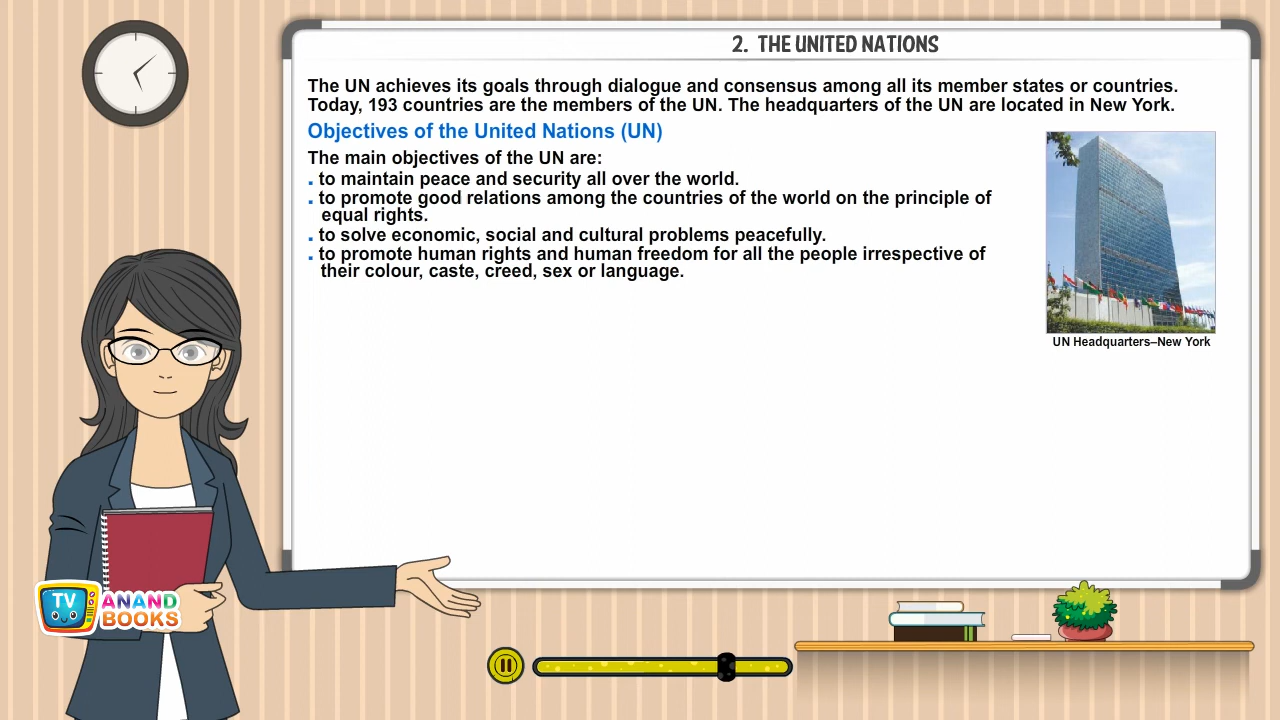 2. THE UNITED NATIONS
The UN achieves its goals through dialogue and consensus among all its member states or countries.
Today, 193 countries are the members of the UN. The headquarters of the UN are located in New York.
Objectives of the United Nations (UN)
The main objectives of the UN are:
. to maintain peace and security all over the world.
. to promote good relations among the countries of the world on the principle of
equal rights.
. to solve economic, social and cultural problems peacefully.
. to promote human rights and human freedom for all the people irrespective of
their colour, caste, creed, sex or language.
UN Headquarters–New York
TV
ANAND
BOOKS